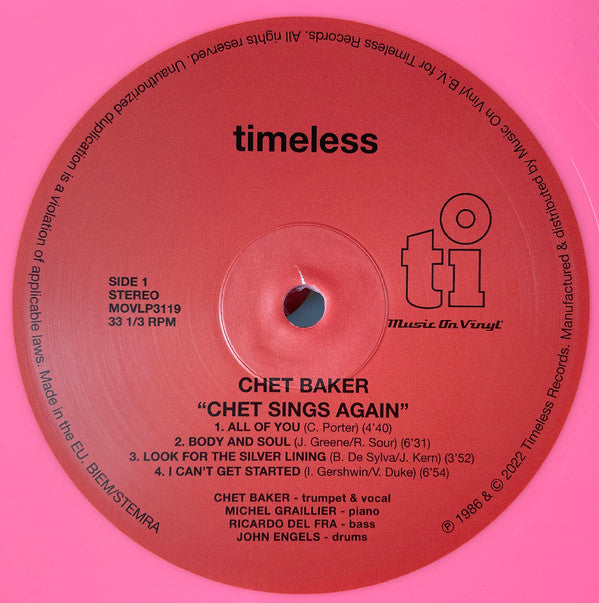 timeless
ti
Music On Vinyl
SIDE 1
STEREO
MOVLP3119
33 1/3 RPM
CHET BAKER
“CHET SINGS AGAIN”
1. ALL OF YOU (C. Porter) (4'40)
2. BODY AND SOUL (J. Greene/R. Sour) (6'31)
3. LOOK FOR THE SILVER LINING (B. De Sylva/J. Kern) (3'52)
4. I CAN'T GET STARTED (I. Gershwin/V. Duke) (6'54)
CHET BAKER - trumpet & vocal
MICHEL GRAILLIER - piano
RICARDO DEL FRA - bass
JOHN ENGELS - drums
℗ 1986 & © 2022 Timeless Records. Manufactured & distributed by Music On Vinyl B.V. for Timeless Records. All rights reserved. Unauthorized duplication is a violation of applicable laws. Made in the EU. BIEM/STEMRA